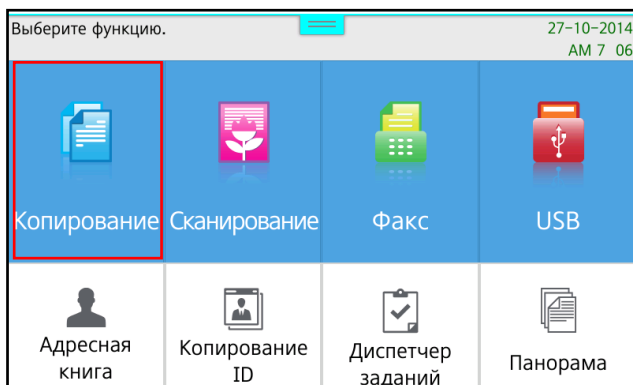 Выберите функцию.
27-10-2014
AM 7 06
Копирование
Сканирование
Факс
USB
Адресная
книга
Копирование
ID
Диспетчер
заданий
Панорама